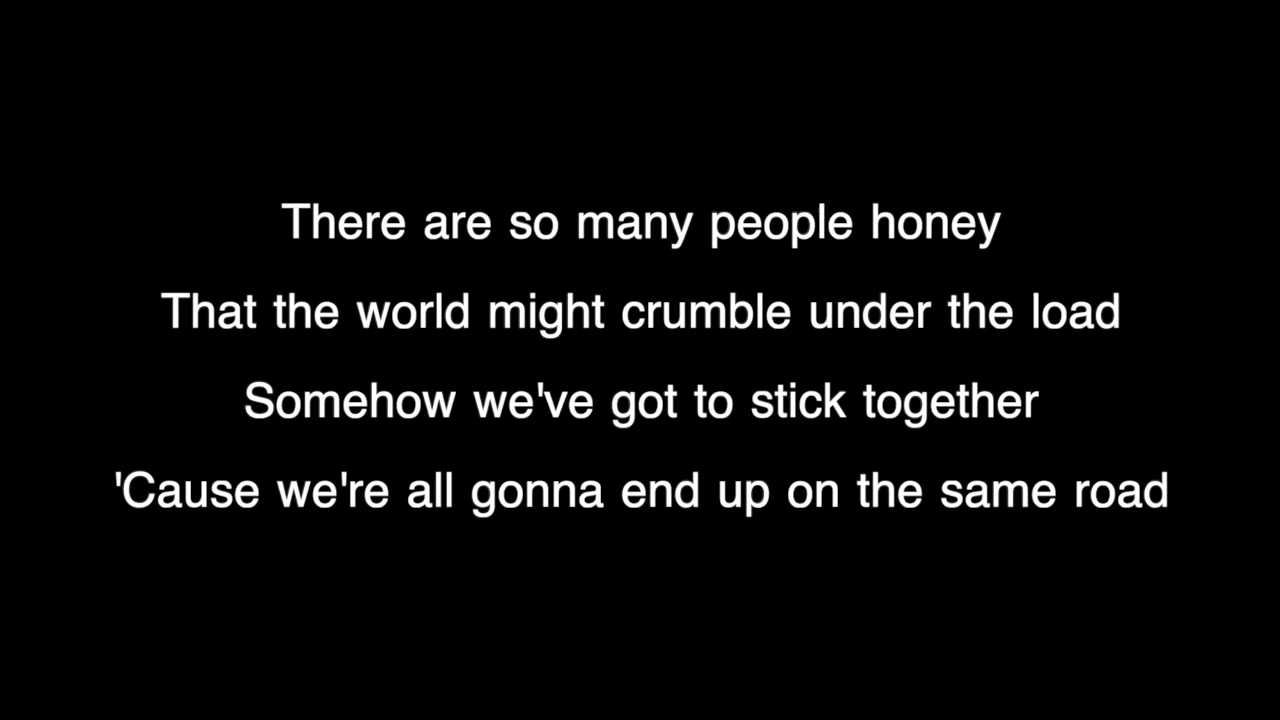 There are so many people honey
That the world might crumble under the load
Somehow we've got to stick together
'Cause we're all gonna end up on the same road